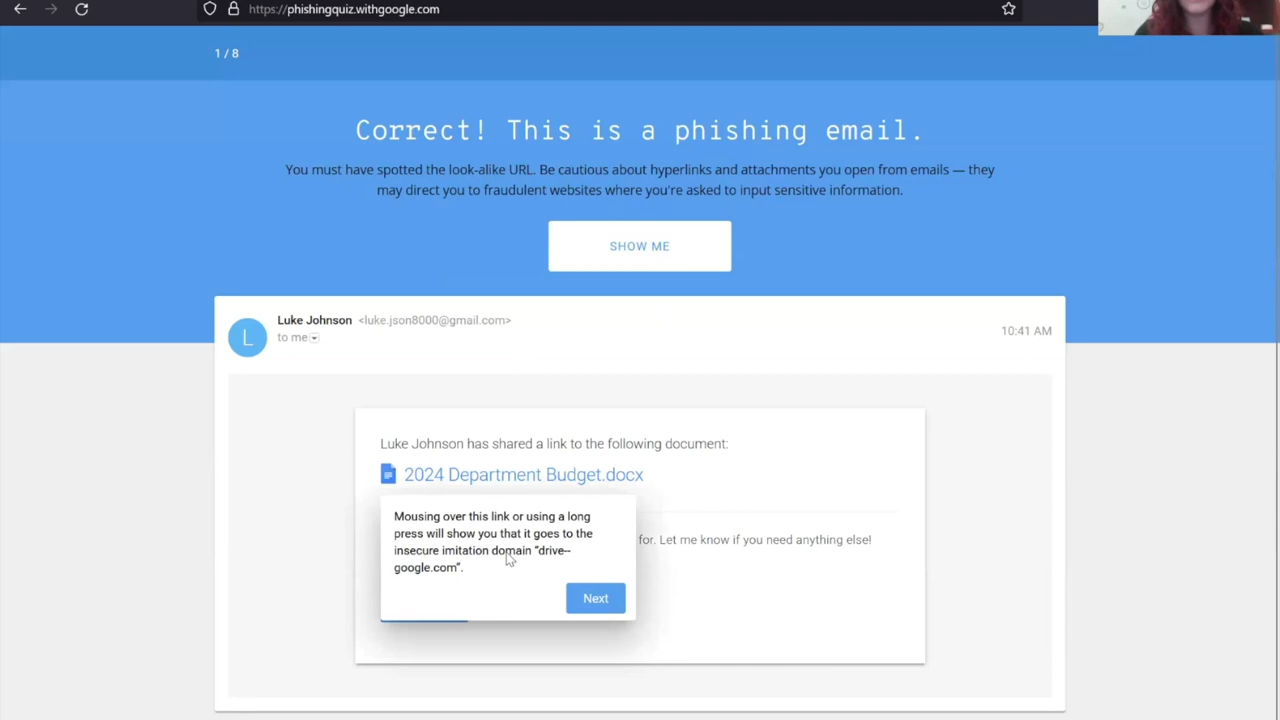 https://phishingquiz.withgoogle.com
1 / 8
Correct! This is a phishing email.
You must have spotted the look-alike URL. Be cautious about hyperlinks and attachments you open from emails — they
may direct you to fraudulent websites where you're asked to input sensitive information.
SHOW ME
L
Luke Johnson <luke.json8000@gmail.com>
to me
10:41 AM
Luke Johnson has shared a link to the following document:
2024 Department Budget.docx
Mousing over this link or using a long
press will show you that it goes to the
insecure imitation domain “drive--
google.com”.
for. Let me know if you need anything else!
Next